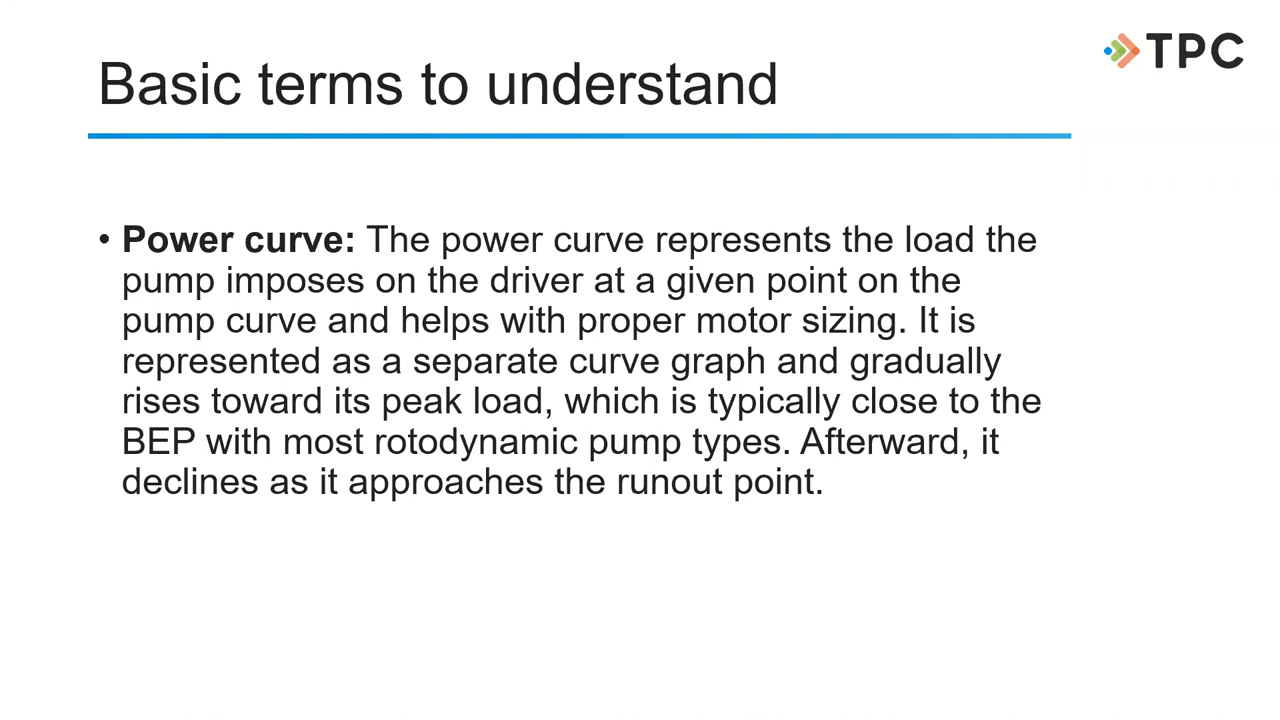 TPC
Basic terms to understand
• Power curve: The power curve represents the load the
pump imposes on the driver at a given point on the
pump curve and helps with proper motor sizing. It is
represented as a separate curve graph and gradually
rises toward its peak load, which is typically close to the
BEP with most rotodynamic pump types. Afterward, it
declines as it approaches the runout point.